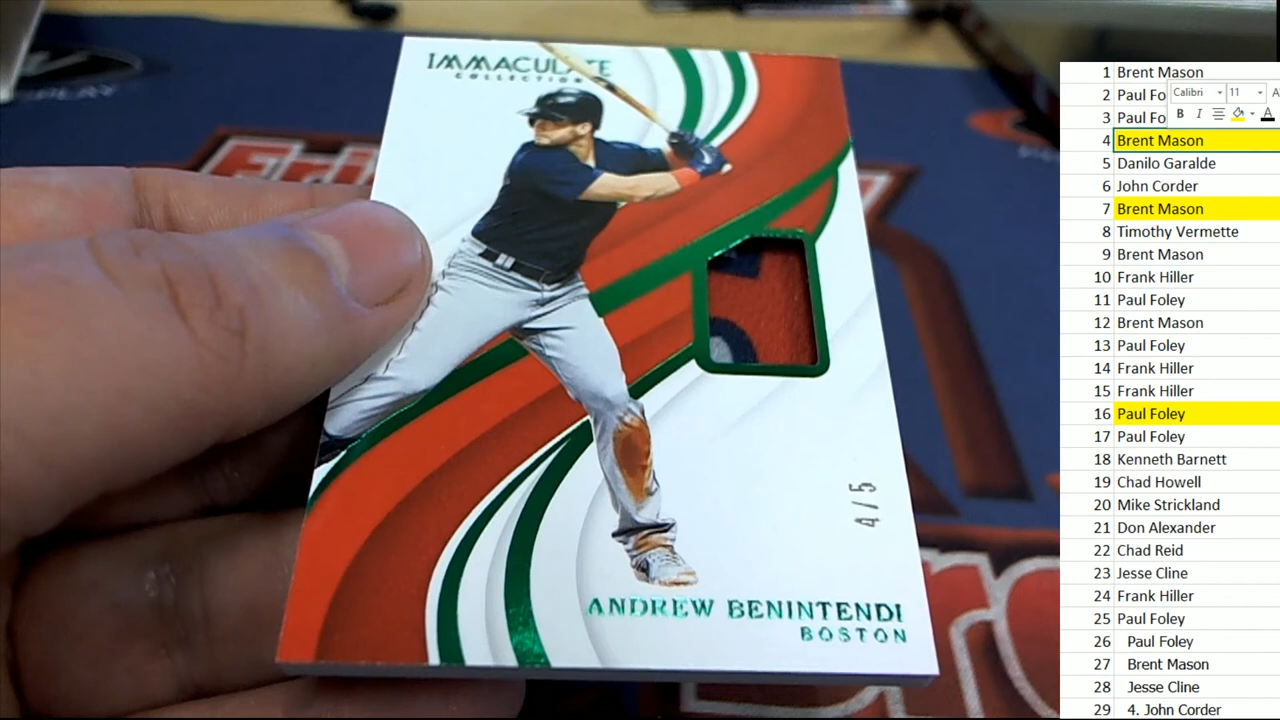 IMMACULATE
COLLECTION
4/5
ANDREW BENINTENDI
BOSTON
Calibri 11
B I A
1 Brent Mason
2 Paul Fo
3 Paul Fo
4 Brent Mason
5 Danilo Garalde
6 John Corder
7 Brent Mason
8 Timothy Vermette
9 Brent Mason
10 Frank Hiller
11 Paul Foley
12 Brent Mason
13 Paul Foley
14 Frank Hiller
15 Frank Hiller
16 Paul Foley
17 Paul Foley
18 Kenneth Barnett
19 Chad Howell
20 Mike Strickland
21 Don Alexander
22 Chad Reid
23 Jesse Cline
24 Frank Hiller
25 Paul Foley
26 Paul Foley
27 Brent Mason
28 Jesse Cline
29 4. John Corder